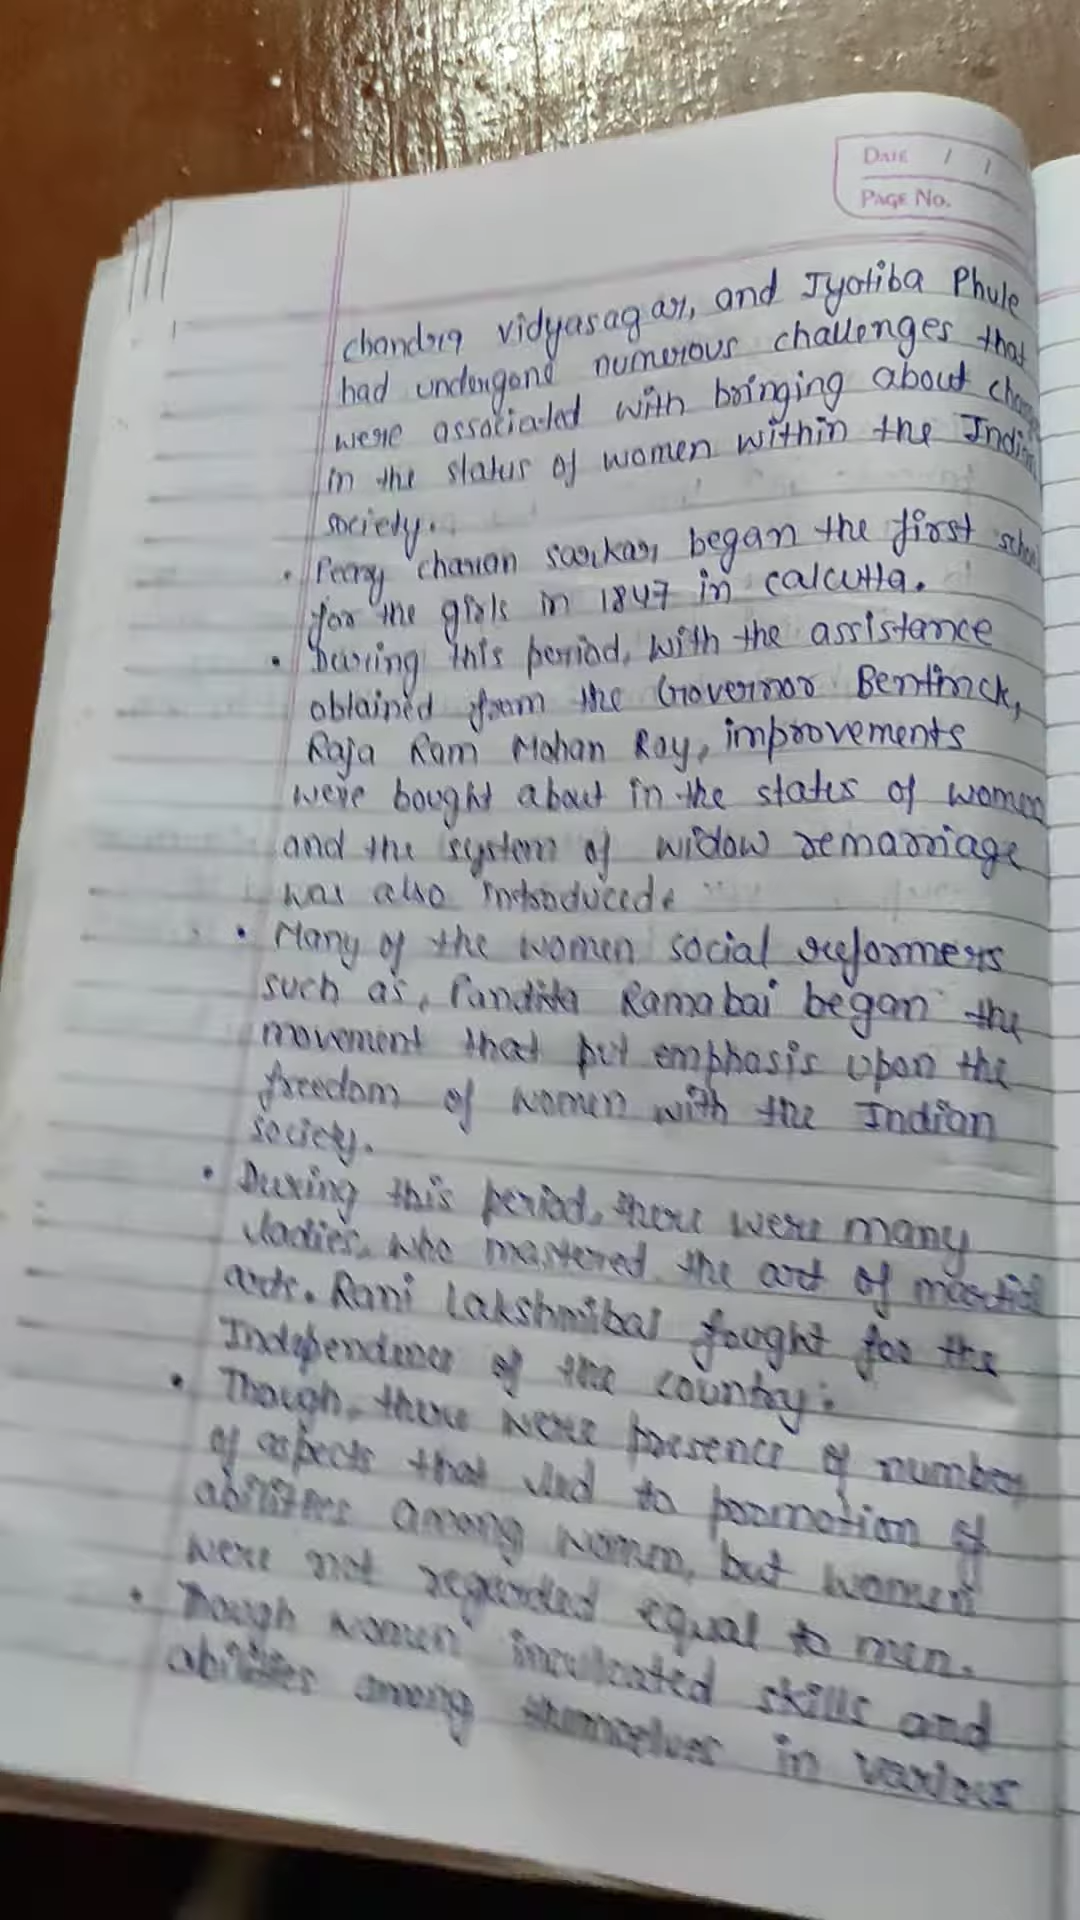 DATE / /
PAGE No.
chandra vidyasagar, and Jyotiba Phule
had undergone numerous challenges that
were associated with bringing about
in the status of women within the
society.
• Peary charan sarkar, began the first
for the girls in 1847 in calcutta.
• During this period, with the assistance
obtained from the Governor Bentinck,
Raja Ram Mohan Roy, improvements
were bought about in the status of women
and the system of widow remarriage
was also introduced.
• Many of the women social reformers
such as, Pandita Ramabai began the
movement that put emphasis upon the
freedom of women with the Indian
society.
• During this period, there were many
ladies, who mastered the art of martial
arts. Rani Lakshmibai fought for the
Independence of the country.
• Though, there were presence of number
of aspects that led to promotion of
abilities among women, but women
were not regarded equal to men.
• Though women inculcated skills and
abilities among themselves in various